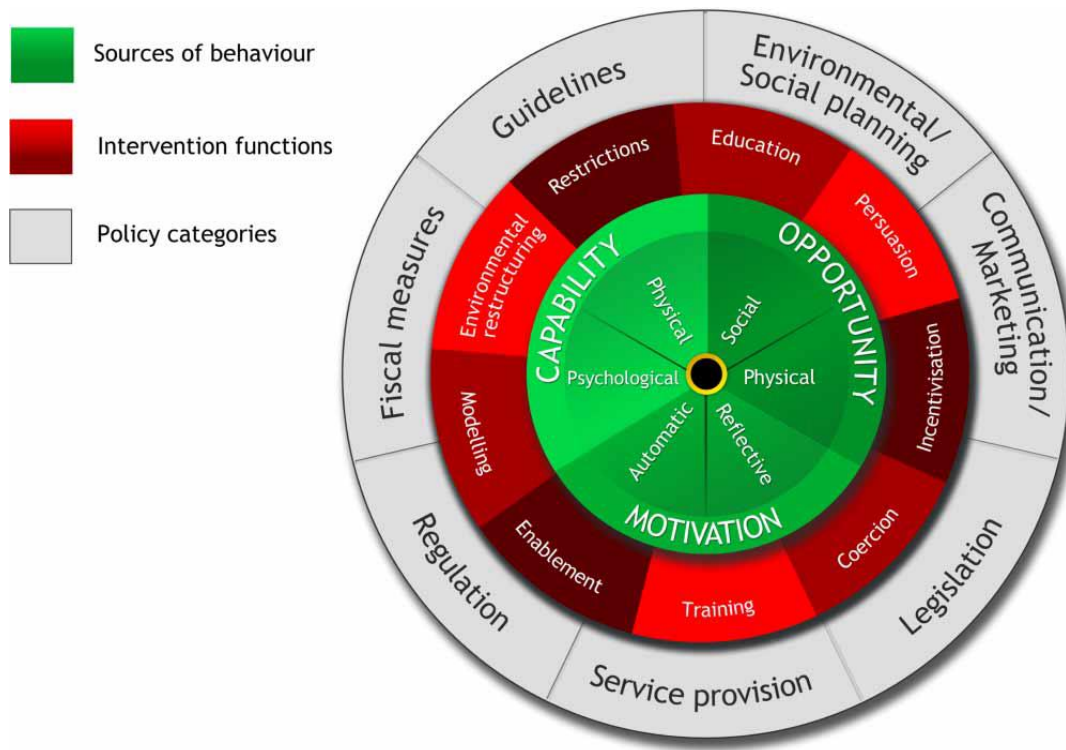 Sources of behaviour
Intervention functions
Policy categories
Guidelines
Environmental/
Social planning
Communication/
Marketing
Legislation
Service provision
Regulation
Fiscal measures
Restrictions
Education
Persuasion
Incentivisation
Coercion
Training
Enablement
Modelling
Environmental
restructuring
CAPABILITY
OPPORTUNITY
MOTIVATION
Physical
Social
Psychological
Physical
Automatic
Reflective